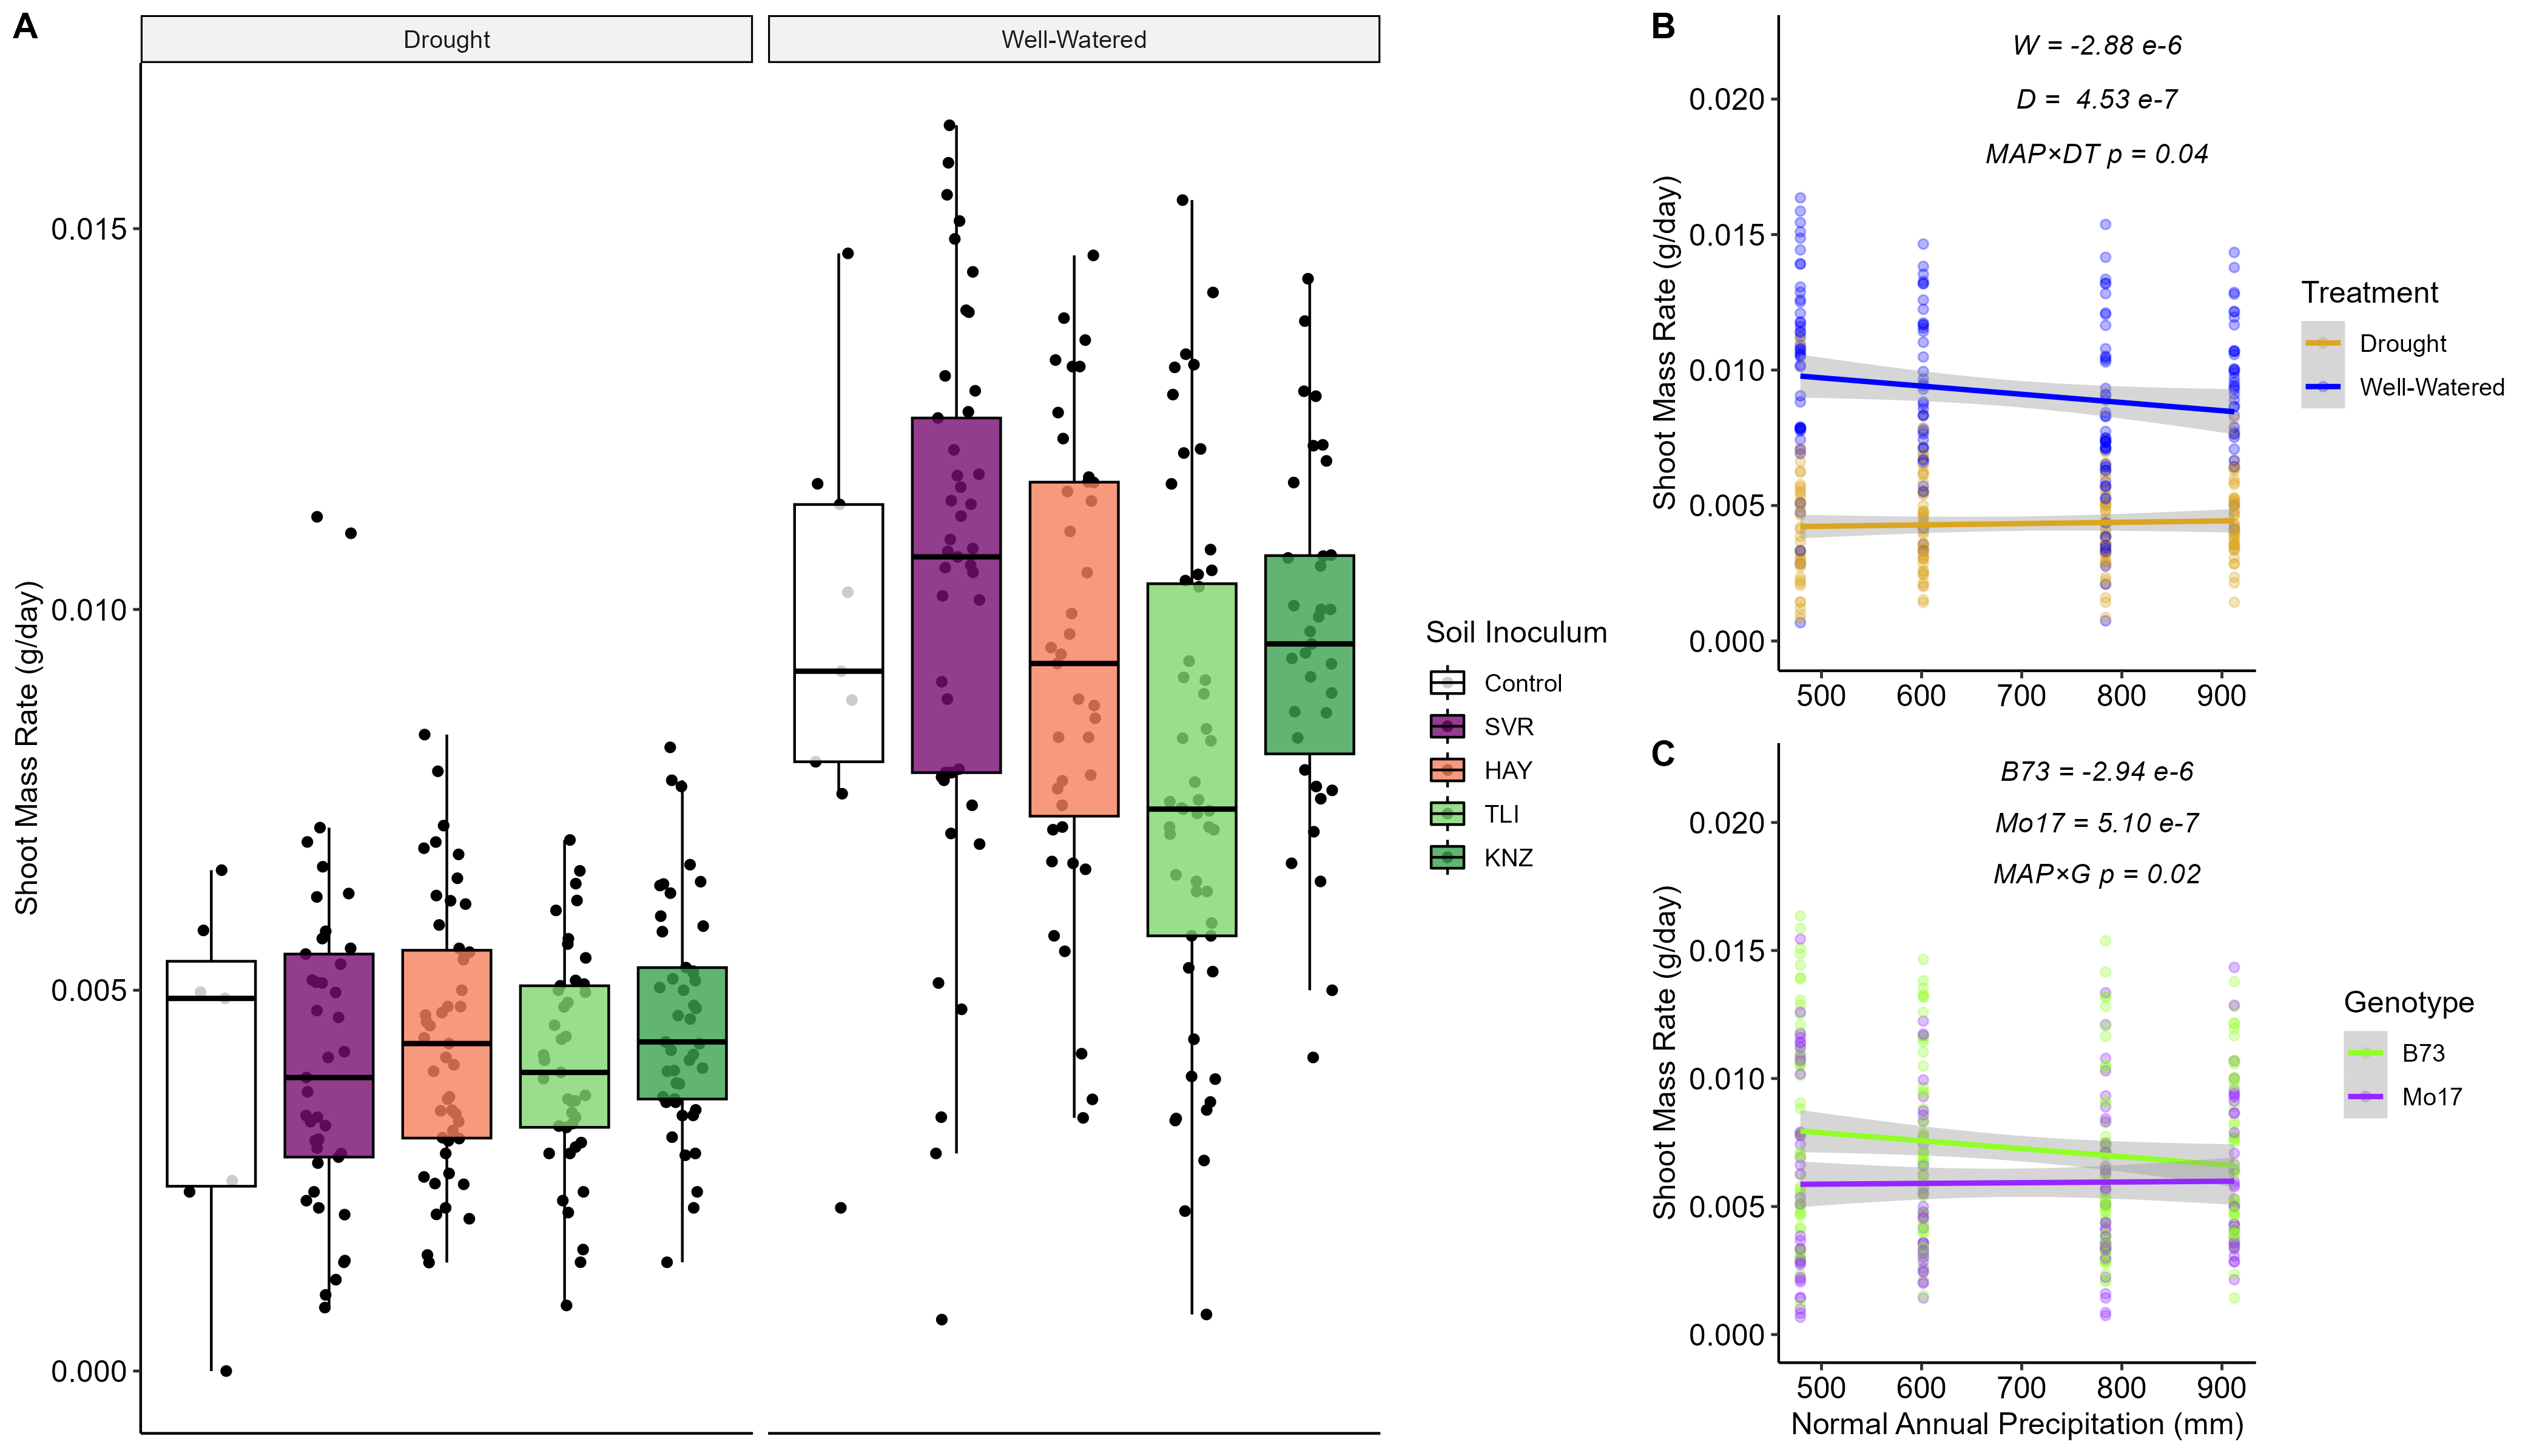 A
Drought
Well-Watered
Shoot Mass Rate (g/day)
0.015
0.010
0.005
0.000
Soil Inoculum
Control
SVR
HAY
TLI
KNZ
B
W = -2.88 e-6
D = 4.53 e-7
MAP×DT p = 0.04
Shoot Mass Rate (g/day)
0.020
0.015
0.010
0.005
0.000
500 600 700 800 900
Treatment
Drought
Well-Watered
C
B73 = -2.94 e-6
Mo17 = 5.10 e-7
MAP×G p = 0.02
Shoot Mass Rate (g/day)
0.020
0.015
0.010
0.005
0.000
500 600 700 800 900
Normal Annual Precipitation (mm)
Genotype
B73
Mo17